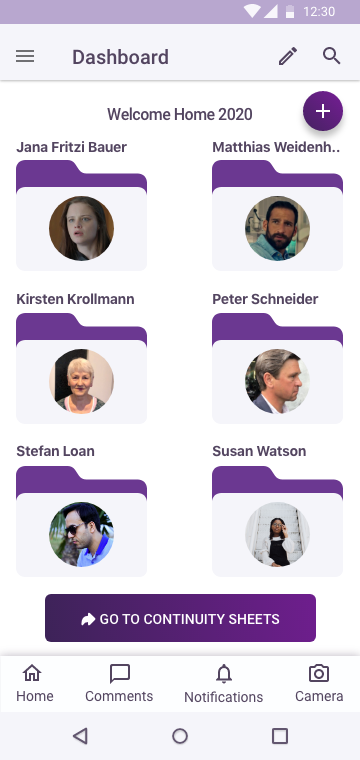 12:30
Dashboard
Welcome Home 2020
Jana Fritzi Bauer
Matthias Weidenh..
Kirsten Krollmann
Peter Schneider
Stefan Loan
Susan Watson
GO TO CONTINUITY SHEETS
Home
Comments
Notifications
Camera